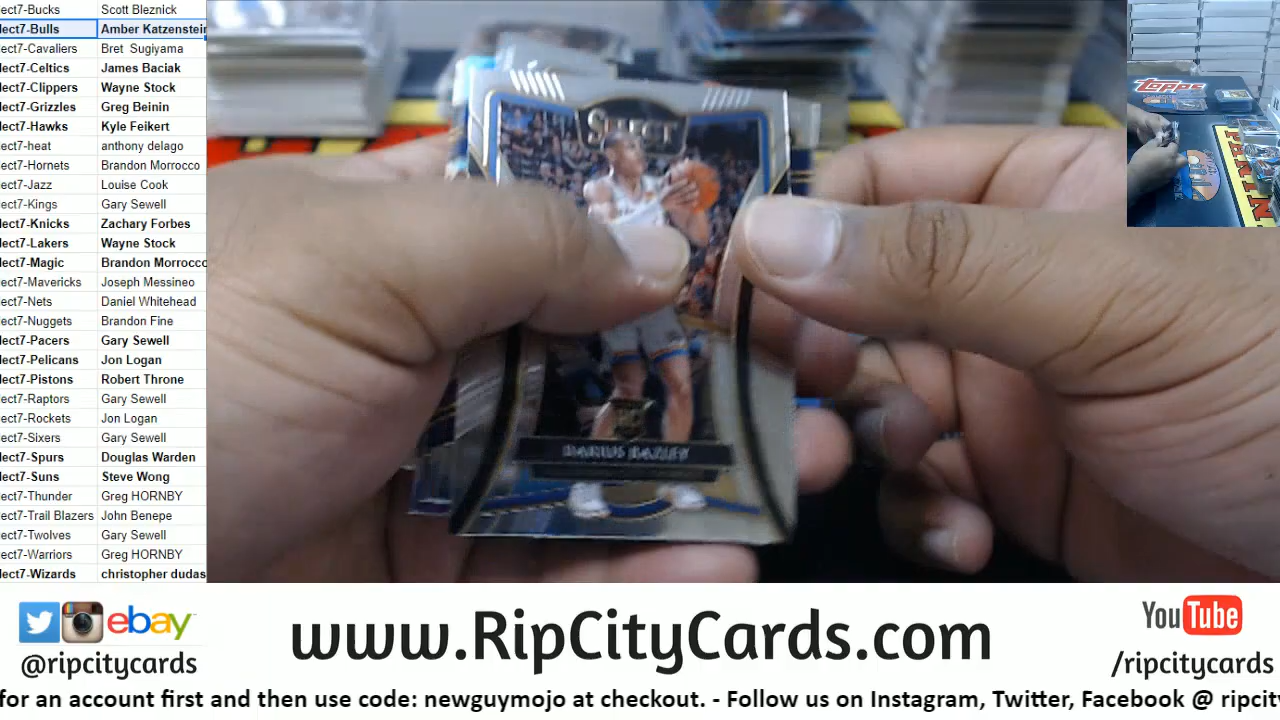 ect7-Bucks Scott Bleznick
lect7-Bulls Amber Katzenstein
ect7-Cavaliers Bret Sugiyama
lect7-Celtics James Baciak
lect7-Clippers Wayne Stock
lect7-Grizzles Greg Beinin
lect7-Hawks Kyle Feikert
ect7-heat anthony delago
ect7-Hornets Brandon Morrocco
ect7-Jazz Louise Cook
ect7-Kings Gary Sewell
lect7-Knicks Zachary Forbes
lect7-Lakers Wayne Stock
lect7-Magic Brandon Morrocco
ect7-Mavericks Joseph Messineo
ect7-Nets Daniel Whitehead
ect7-Nuggets Brandon Fine
lect7-Pacers Gary Sewell
lect7-Pelicans Jon Logan
lect7-Pistons Robert Throne
ect7-Raptors Gary Sewell
ect7-Rockets Jon Logan
ect7-Sixers Gary Sewell
lect7-Spurs Douglas Warden
lect7-Suns Steve Wong
ect7-Thunder Greg HORNBY
ect7-Trail Blazers John Benepe
ect7-Twolves Gary Sewell
ect7-Warriors Greg HORNBY
lect7-Wizards christopher dudas
SELECT
DARIUS BAZLEY
Topps
PANIN
ebay
@ripcitycards
www.RipCityCards.com
YouTube
/ripcitycards
for an account first and then use code: newguymojo at checkout. - Follow us on Instagram, Twitter, Facebook @ ripcit